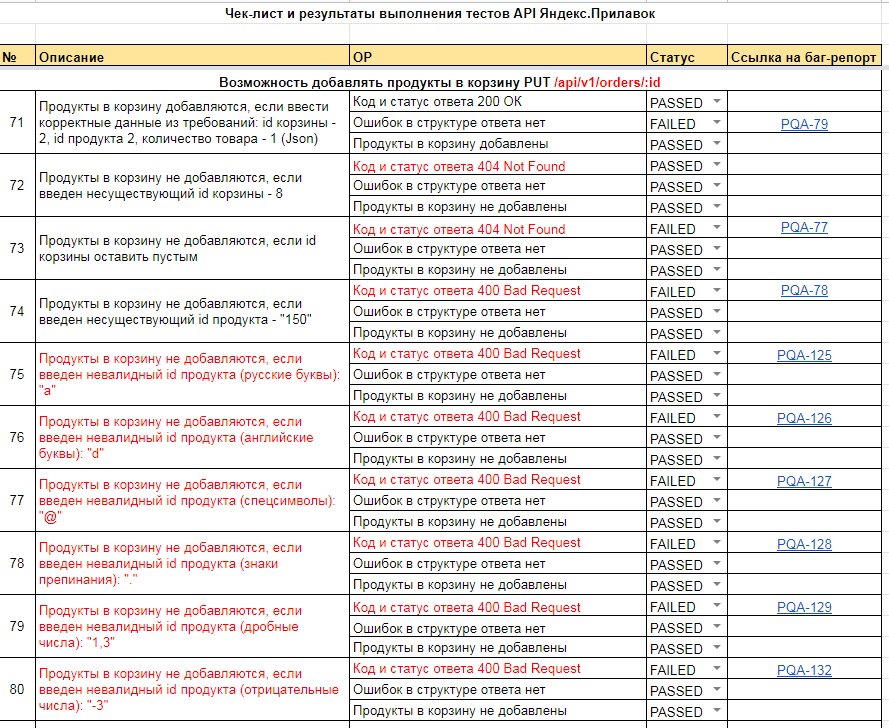 Чек-лист и результаты выполнения тестов API Яндекс.Прилавок
№ Описание ОР Статус Ссылка на баг-репорт
Возможность добавлять продукты в корзину PUT /api/v1/orders/:id
71
Продукты в корзину добавляются, если ввести
корректные данные из требований: id корзины -
2, id продукта 2, количество товара - 1 (Json)
Код и статус ответа 200 ОК PASSED
Ошибок в структуре ответа нет FAILED PQA-79
Продукты в корзину добавлены PASSED
72
Продукты в корзину не добавляются, если
введен несуществующий id корзины - 8
Код и статус ответа 404 Not Found PASSED
Ошибок в структуре ответа нет PASSED
Продукты в корзину не добавлены PASSED
73
Продукты в корзину не добавляются, если id
корзины оставить пустым
Код и статус ответа 404 Not Found FAILED PQA-77
Ошибок в структуре ответа нет PASSED
Продукты в корзину не добавлены PASSED
74
Продукты в корзину не добавляются, если
введен несуществующий id продукта - "150"
Код и статус ответа 400 Bad Request FAILED PQA-78
Ошибок в структуре ответа нет PASSED
Продукты в корзину не добавлены PASSED
75
Продукты в корзину не добавляются, если
введен невалидный id продукта (русские буквы):
"а"
Код и статус ответа 400 Bad Request FAILED PQA-125
Ошибок в структуре ответа нет PASSED
Продукты в корзину не добавлены PASSED
76
Продукты в корзину не добавляются, если
введен невалидный id продукта (английские
буквы): "d"
Код и статус ответа 400 Bad Request FAILED PQA-126
Ошибок в структуре ответа нет PASSED
Продукты в корзину не добавлены PASSED
77
Продукты в корзину не добавляются, если
введен невалидный id продукта (спецсимволы):
"@"
Код и статус ответа 400 Bad Request FAILED PQA-127
Ошибок в структуре ответа нет PASSED
Продукты в корзину не добавлены PASSED
78
Продукты в корзину не добавляются, если
введен невалидный id продукта (знаки
препинания): "."
Код и статус ответа 400 Bad Request FAILED PQA-128
Ошибок в структуре ответа нет PASSED
Продукты в корзину не добавлены PASSED
79
Продукты в корзину не добавляются, если
введен невалидный id продукта (дробные
числа): "1,3"
Код и статус ответа 400 Bad Request FAILED PQA-129
Ошибок в структуре ответа нет PASSED
Продукты в корзину не добавлены PASSED
80
Продукты в корзину не добавляются, если
введен невалидный id продукта (отрицательные
числа): "-3"
Код и статус ответа 400 Bad Request FAILED PQA-132
Ошибок в структуре ответа нет PASSED
Продукты в корзину не добавлены PASSED